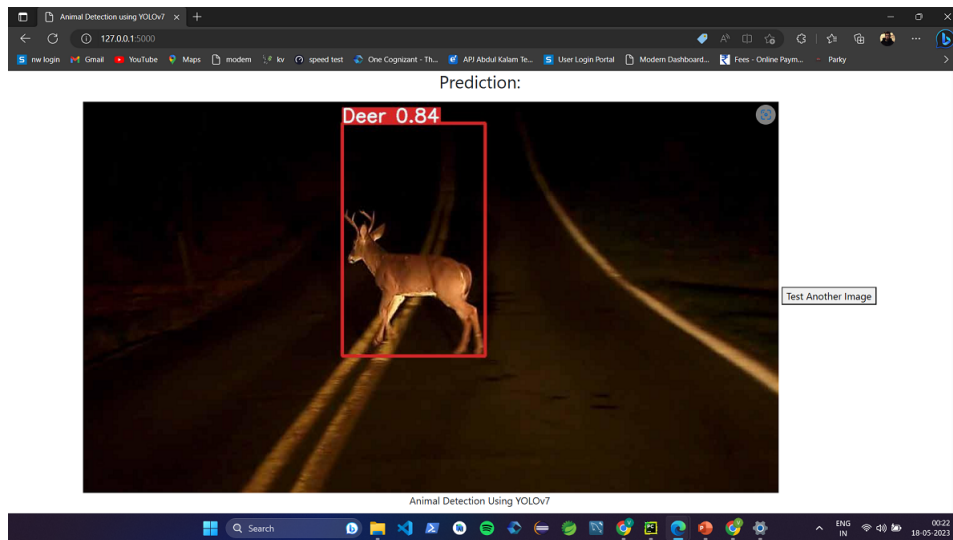 Animal Detection using YOLOv7
127.0.0.1:5000
nw login Gmail YouTube Maps modem kv speed test One Cognizant - Th... APJ Abdul Kalam Te... User Login Portal Modern Dashboard... Fees - Online Paym... Parky
Prediction:
Deer 0.84
Test Another Image
Animal Detection Using YOLOv7
Search
ENG
IN
00:22
18-05-2023